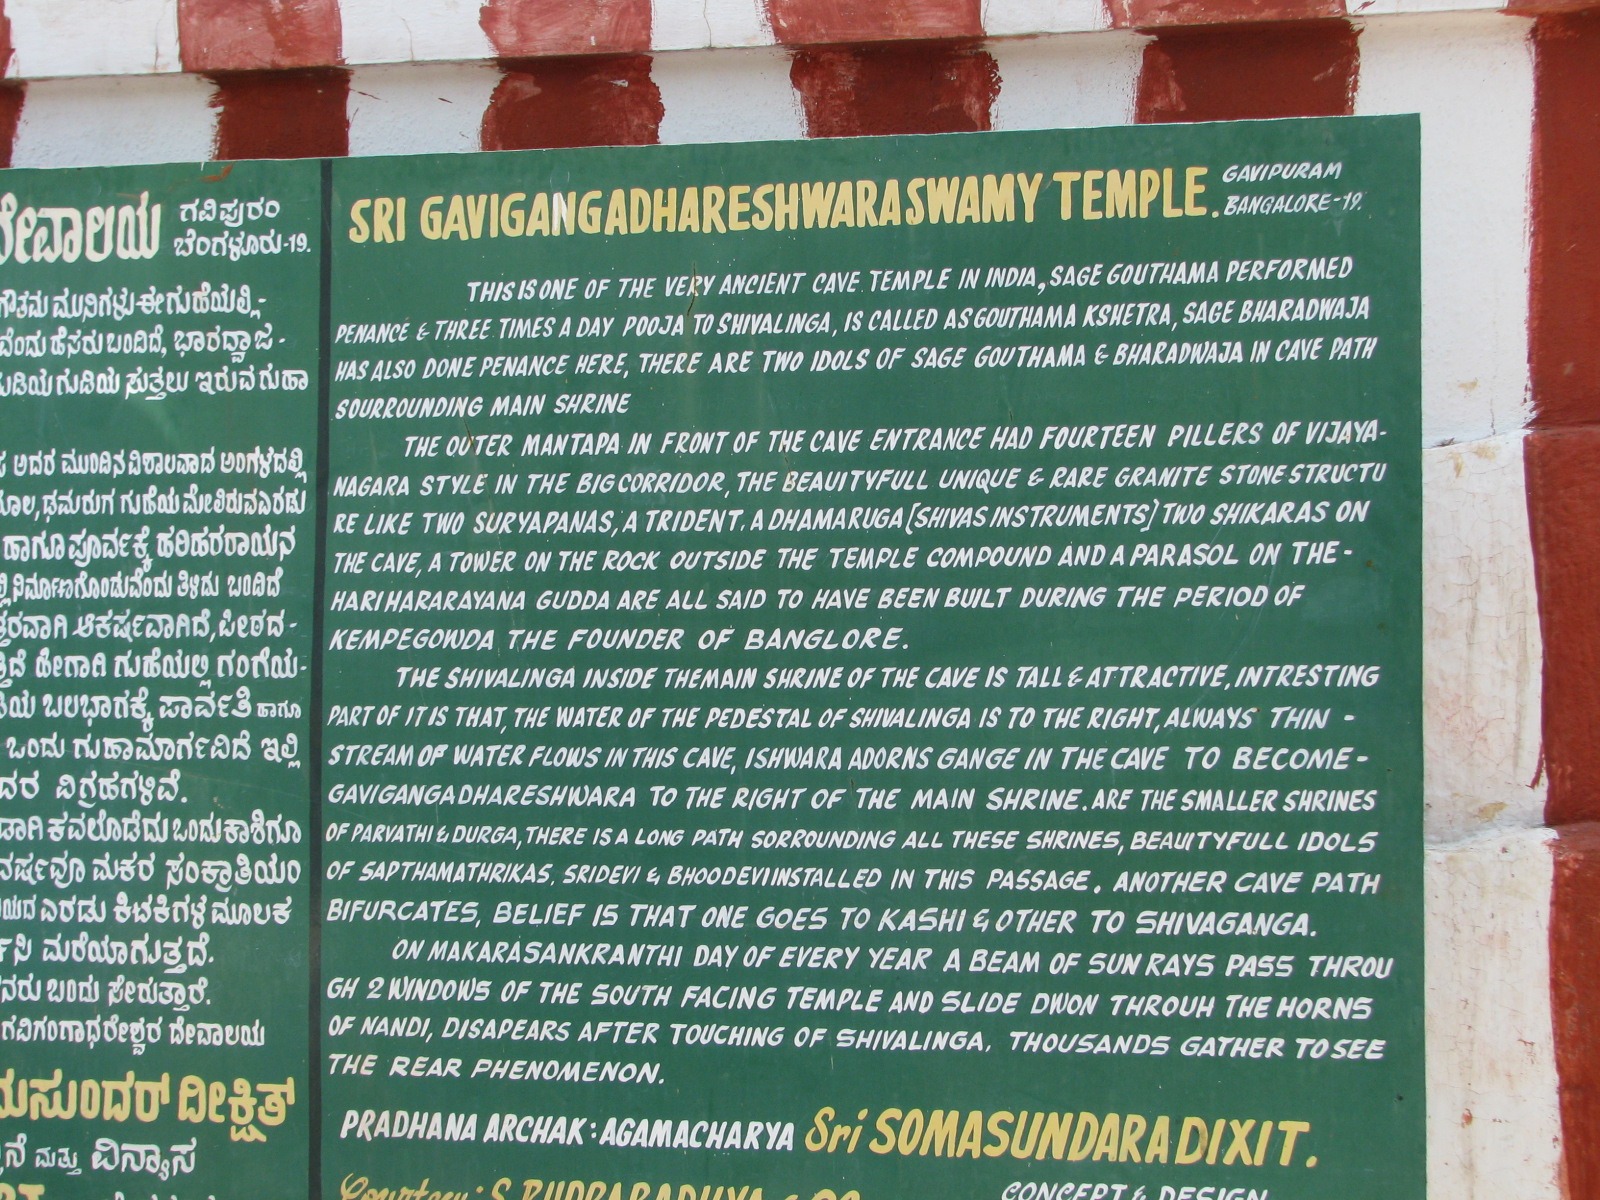 ದೇವಾಲಯ ಗವಿಪುರಂ
ಬೆಂಗಳೂರು-19.
ಗೌತಮ ಮುನಿಗಳು ಈ ಗುಹೆಯಲ್ಲಿ-
ವೆಂದು ಹೆಸರು ಬಂದಿದೆ, ಭಾರದ್ವಾಜ-
ಗುಡಿಯ ಸುತ್ತಲು ಇರುವ ಗುಹಾ
ಅದರ ಮುಂದಿನ ವಿಶಾಲವಾದ ಅಂಗಳದಲ್ಲಿ
ಡಮರುಗ ಗುಹೆಯ ಮೇಲಿರುವ ಎರಡು
ಹಾಗೂ ಪೂರ್ವಕ್ಕೆ ಹರಿಹರರಾಯನ
ನಿರ್ಮಾಣಗೊಂಡುವೆಂದು ತಿಳಿದು ಬಂದಿದೆ
ಆಕರ್ಷವಾಗಿದೆ, ಪೀಠದ-
ಹೀಗಾಗಿ ಗುಹೆಯಲ್ಲಿ ಗಂಗೆಯ-
ಬಲಭಾಗಕ್ಕೆ ಪಾರ್ವತಿ ಹಾಗೂ
ಒಂದು ಗುಹಾಮಾರ್ಗವಿದೆ ಇಲ್ಲಿ
ವಿಗ್ರಹಗಳಿವೆ.
ಕವಲೊಡೆದು ಒಂದು ಕಾಶಿಗೂ
ಮಕರ ಸಂಕ್ರಾತಿಯಂ
ಎರಡು ಕಿಟಕಿಗಳ ಮೂಲಕ
ಮರೆಯಾಗುತ್ತದೆ.
ಬಂದು ಸೇರುತ್ತಾರೆ.
ಗವಿಗಂಗಾಧರೇಶ್ವರ ದೇವಾಲಯ
ದೀಕ್ಷಿತ್
ಮತ್ತು ವಿನ್ಯಾಸ
SRI GAVIGANGADHARESHWARASWAMY TEMPLE. GAVIPURAM
BANGALORE-19.
THIS IS ONE OF THE VERY ANCIENT CAVE TEMPLE IN INDIA, SAGE GOUTHAMA PERFORMED
PENANCE & THREE TIMES A DAY POOJA TO SHIVALINGA, IS CALLED AS GOUTHAMA KSHETRA, SAGE BHARADWAJA
HAS ALSO DONE PENANCE HERE, THERE ARE TWO IDOLS OF SAGE GOUTHAMA & BHARADWAJA IN CAVE PATH
SOURROUNDING MAIN SHRINE
THE OUTER MANTAPA IN FRONT OF THE CAVE ENTRANCE HAD FOURTEEN PILLERS OF VIJAYA-
NAGARA STYLE IN THE BIG CORRIDOR, THE BEAUITYFULL UNIQUE & RARE GRANITE STONE STRUCTU
RE LIKE TWO SURYAPANAS, A TRIDENT. A DHAMARUGA [SHIVAS INSTRUMENTS] TWO SHIKARAS ON
THE CAVE, A TOWER ON THE ROCK OUTSIDE THE TEMPLE COMPOUND AND A PARASOL ON THE-
HARIHARARAYANA GUDDA ARE ALL SAID TO HAVE BEEN BUILT DURING THE PERIOD OF
KEMPEGOWDA THE FOUNDER OF BANGLORE.
THE SHIVALINGA INSIDE THEMAIN SHRINE OF THE CAVE IS TALL & ATTRACTIVE, INTRESTING
PART OF IT IS THAT, THE WATER OF THE PEDESTAL OF SHIVALINGA IS TO THE RIGHT, ALWAYS THIN -
STREAM OF WATER FLOWS IN THIS CAVE, ISHWARA ADORNS GANGE IN THE CAVE TO BECOME-
GAVIGANGADHARESHWARA TO THE RIGHT OF THE MAIN SHRINE. ARE THE SMALLER SHRINES
OF PARVATHI & DURGA, THERE IS A LONG PATH SORROUNDING ALL THESE SHRINES, BEAUITYFULL IDOLS
OF SAPTHAMATHRIKAS, SRIDEVI & BHOODEVI INSTALLED IN THIS PASSAGE. ANOTHER CAVE PATH
BIFURCATES, BELIEF IS THAT ONE GOES TO KASHI & OTHER TO SHIVAGANGA.
ON MAKARASANKRANTHI DAY OF EVERY YEAR A BEAM OF SUN RAYS PASS THROU
GH 2 WINDOWS OF THE SOUTH FACING TEMPLE AND SLIDE DWON THROUH THE HORNS
OF NANDI, DISAPEARS AFTER TOUCHING OF SHIVALINGA. THOUSANDS GATHER TO SEE
THE REAR PHENOMENON.
PRADHANA ARCHAK: AGAMACHARYA Sri SOMASUNDARA DIXIT.
Courtesy: S. RUDRARADHYA & CO
CONCEPT & DESIGN